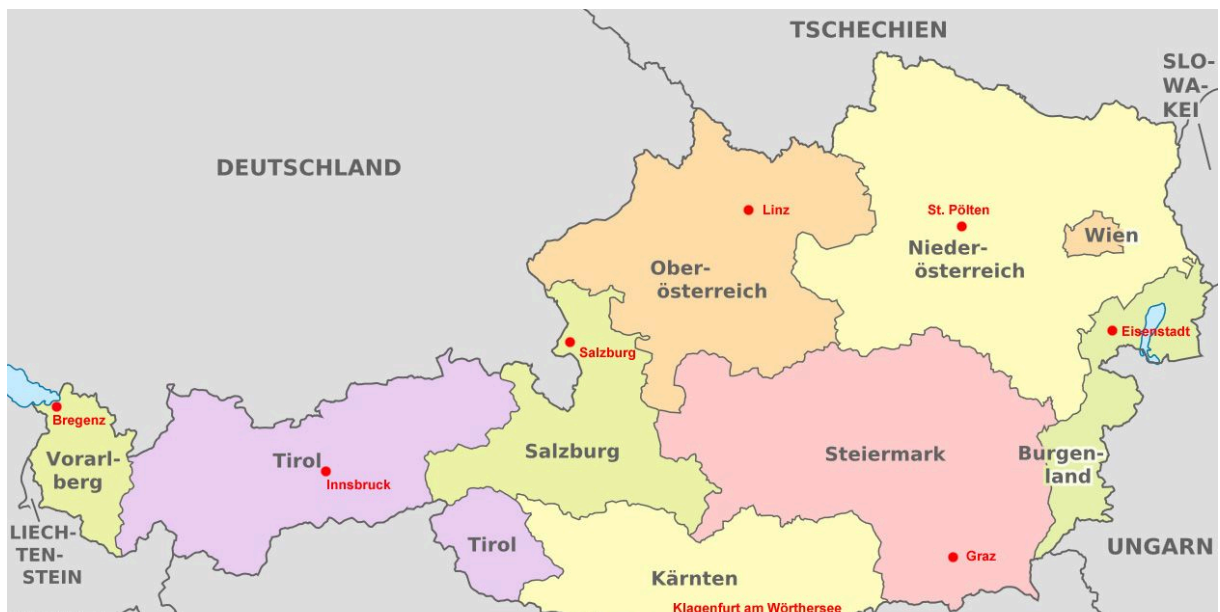 TSCHECHIEN
SLO-
WA-
KEI
DEUTSCHLAND
Linz
St. Pölten
Wien
Nieder-
österreich
Ober-
österreich
Eisenstadt
Salzburg
Bregenz
Vorarl-
berg
Tirol
Innsbruck
Salzburg
Steiermark
Burgen-
land
LIECH-
TEN-
STEIN
Tirol
Kärnten
Graz
UNGARN
Klagenfurt am Wörthersee